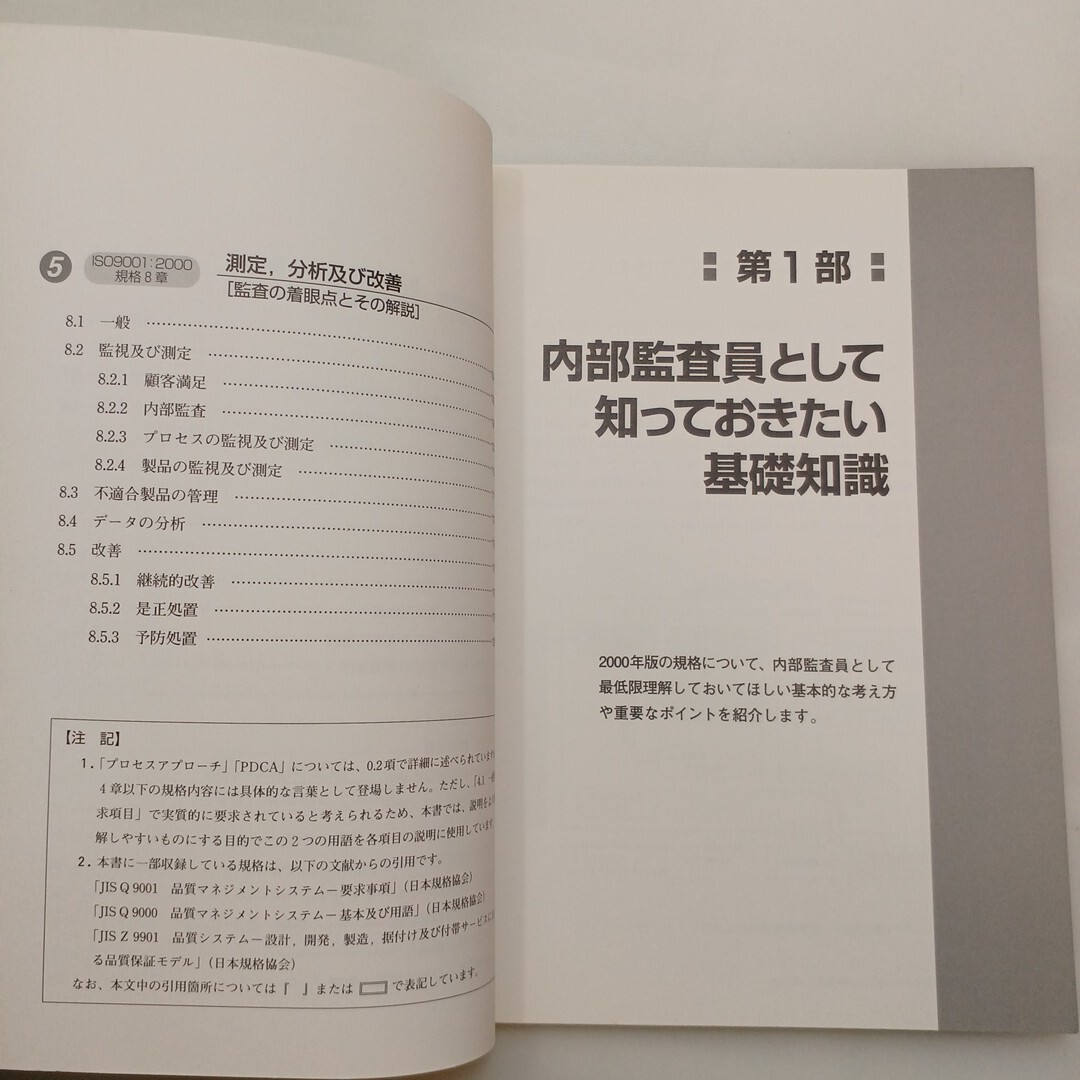 5 ISO9001:2000
規格8章
測定，分析及び改善
[監査の着眼点とその解説]
8.1 一般
8.2 監視及び測定
8.2.1 顧客満足
8.2.2 内部監査
8.2.3 プロセスの監視及び測定
8.2.4 製品の監視及び測定
8.3 不適合製品の管理
8.4 データの分析
8.5 改善
8.5.1 継続的改善
8.5.2 是正処置
8.5.3 予防処置
【注 記】
1．「プロセスアプローチ」「PDCA」については、0.2項で詳細に述べられています
4章以下の規格内容には具体的な言葉として登場しません。ただし、「4.1 一
求項目」で実質的に要求されていると考えられるため、本書では、説明を
解しやすいものにする目的でこの2つの用語を各項目の説明に使用しています
2．本書に一部収録している規格は、以下の文献からの引用です。
「JIS Q 9001 品質マネジメントシステム－要求事項」（日本規格協会）
「JIS Q 9000 品質マネジメントシステム－基本及び用語」（日本規格協会）
「JIS Z 9901 品質システム－設計，開発，製造，据付け及び付帯サービスに
る品質保証モデル」（日本規格協会）
なお、本文中の引用箇所については『 』または で表記しています。
第1部
内部監査員として
知っておきたい
基礎知識
2000年版の規格について、内部監査員として
最低限理解しておいてほしい基本的な考え方
や重要なポイントを紹介します。